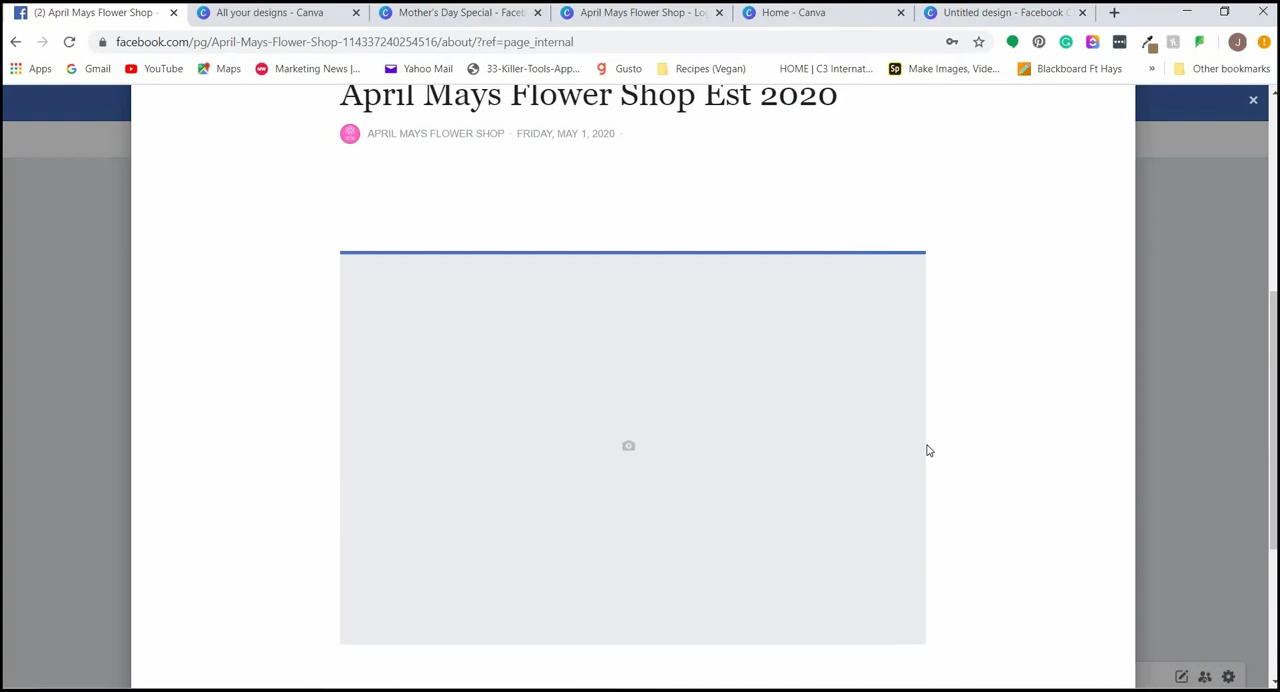 (2) April Mays Flower Shop - 
All your designs - Canva
Mother's Day Special - Face
April Mays Flower Shop - Lo
Home - Canva
Untitled design - Facebook C
facebook.com/pg/April-Mays-Flower-Shop-114337240254516/about/?ref=page_internal
J
Apps
Gmail
YouTube
Maps
Marketing News |...
Yahoo Mail
33-Killer-Tools-App...
Gusto
Recipes (Vegan)
HOME | C3 Internat...
Sp
Make Images, Vide...
Blackboard Ft Hays
»
Other bookmarks
April Mays Flower Shop Est 2020
APRIL MAYS FLOWER SHOP · FRIDAY, MAY 1, 2020 ·